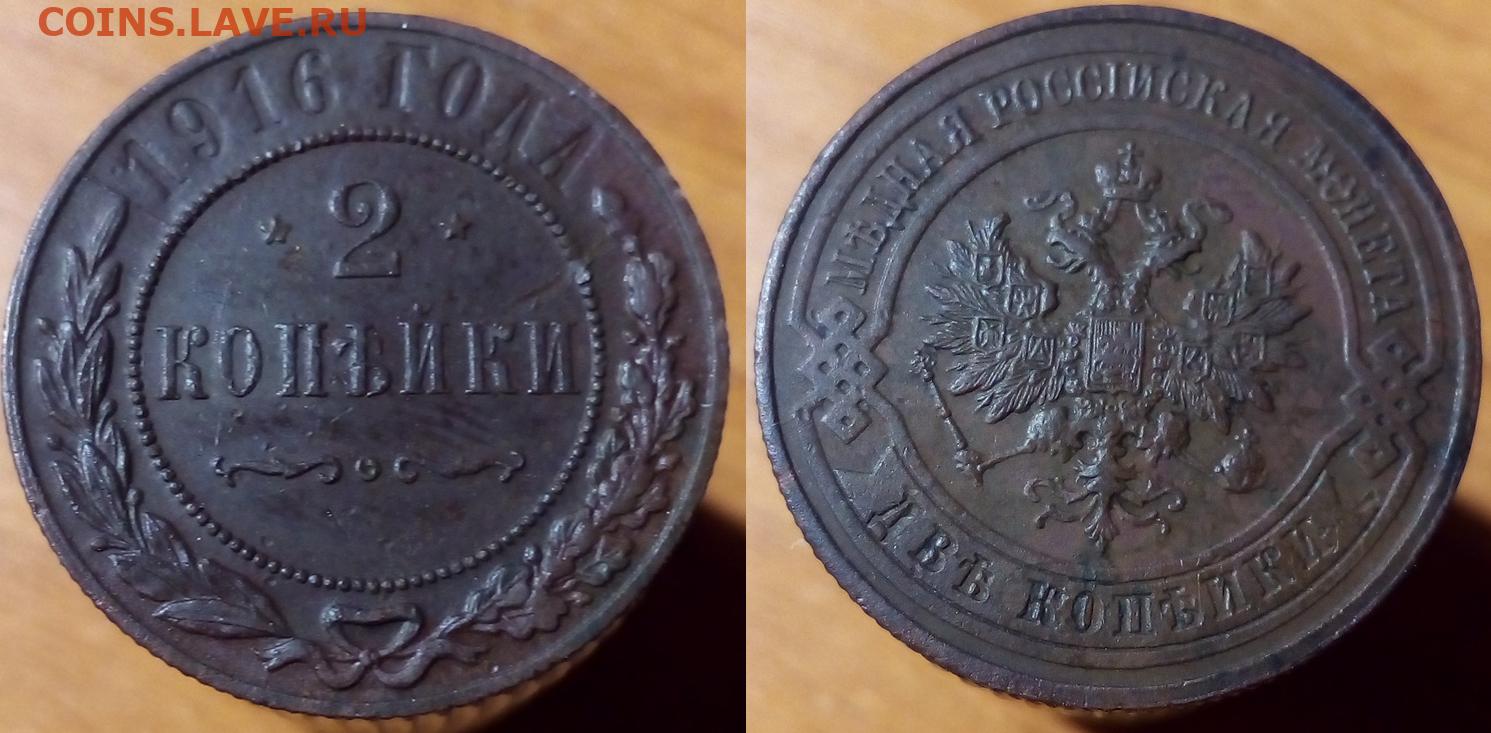 COINS.LAVE.RU
1916 ГОДА
2
КОПѢЙКИ
МѢДНАЯ РОССІЙСКАЯ МОНЕТА
ДВѢ КОПѢЙКИ